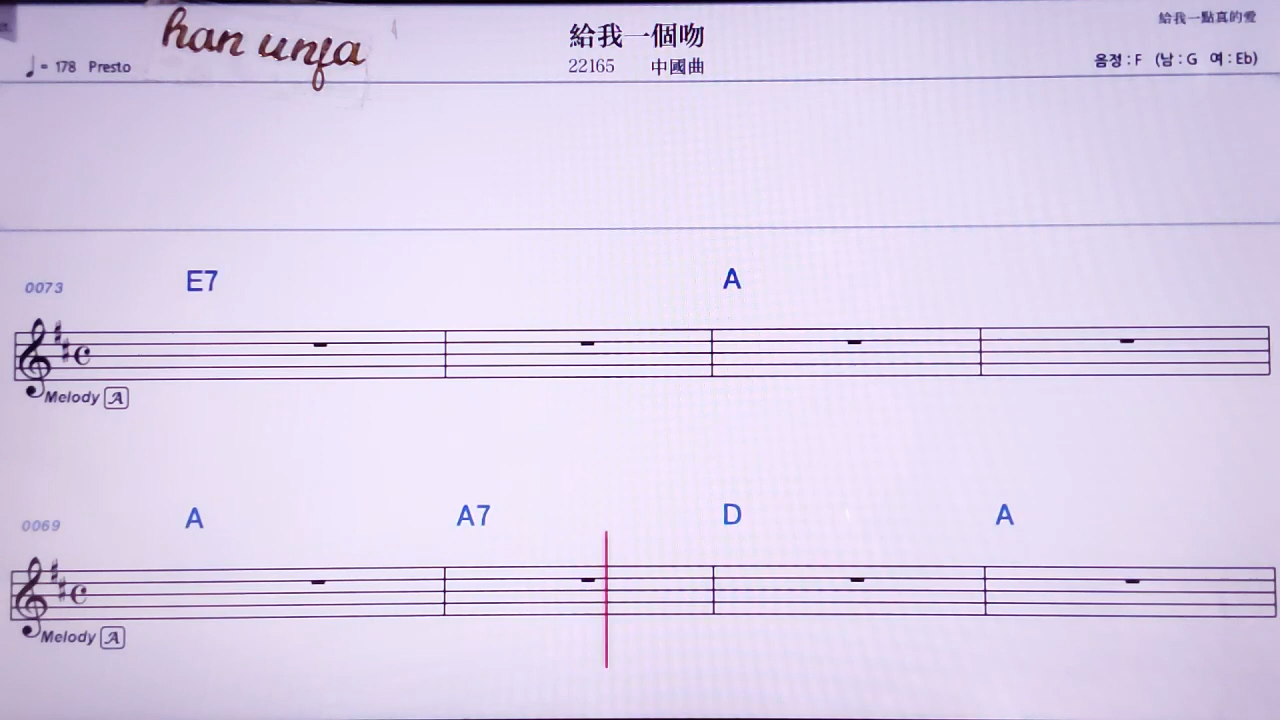 han unfa
給我一個吻
給我一點真的愛
♩= 178 Presto
22165 中國曲
음정 : F (남 : G 여 : Eb)
0073 E7 A
Melody A
0069 A A7 D A
Melody A